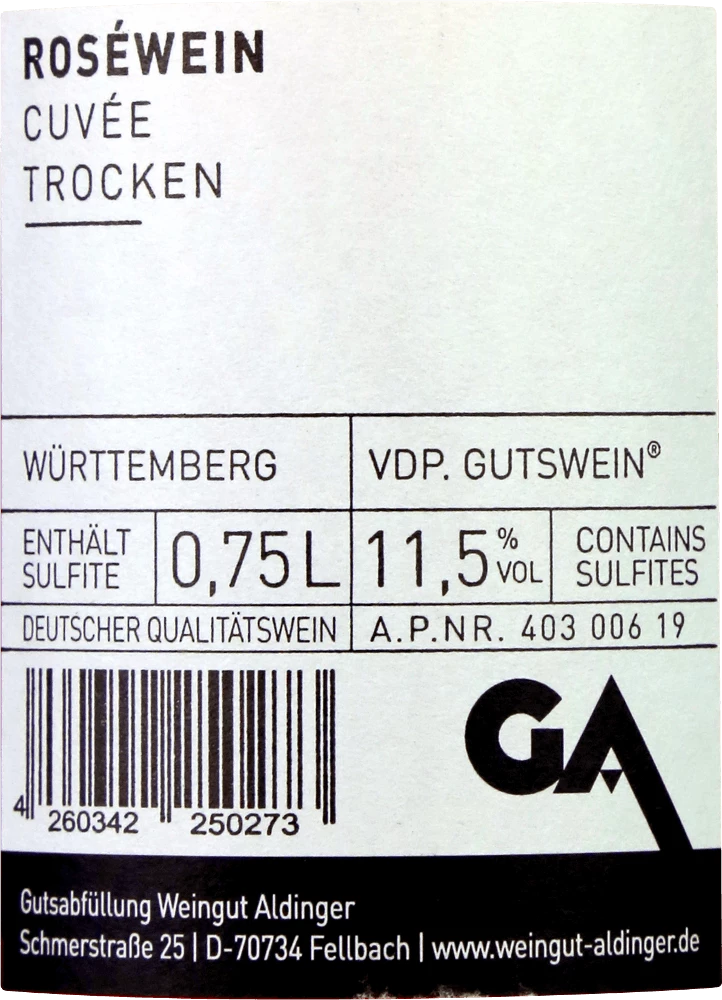 ROSÉWEIN
CUVÉE
TROCKEN
WÜRTTEMBERG
VDP. GUTSWEIN®
ENTHÄLT
SULFITE
0,75 L
11,5 % VOL
CONTAINS
SULFITES
DEUTSCHER QUALITÄTSWEIN
A.P.NR. 403 006 19
4 260342 250273
GA
Gutsabfüllung Weingut Aldinger
Schmerstraße 25 | D-70734 Fellbach | www.weingut-aldinger.de